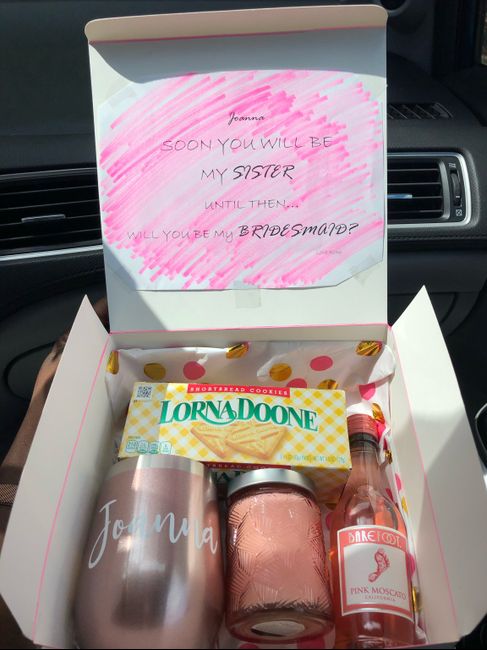 Joanna
SOON YOU WILL BE
MY SISTER
UNTIL THEN...
WILL YOU BE My BRIDESMAID?
SHORTBREAD COOKIES
LORNA DOONE
Joanna
BAREFOOT
PINK MOSCATO
CALIFORNIA